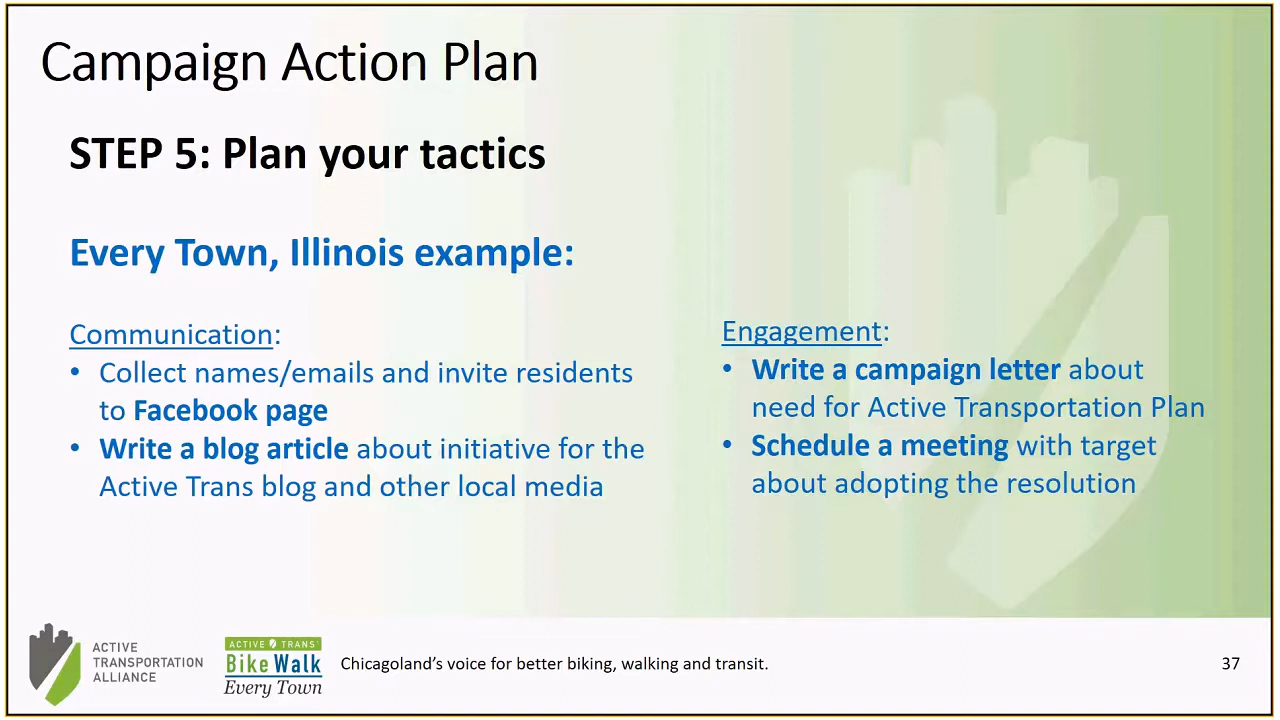 Campaign Action Plan
STEP 5: Plan your tactics
Every Town, Illinois example:
Communication:
• Collect names/emails and invite residents
to Facebook page
• Write a blog article about initiative for the
Active Trans blog and other local media
Engagement:
• Write a campaign letter about
need for Active Transportation Plan
• Schedule a meeting with target
about adopting the resolution
ACTIVE
TRANSPORTATION
ALLIANCE
ACTIVE TRANS'
Bike Walk
Every Town
Chicagoland's voice for better biking, walking and transit.
37